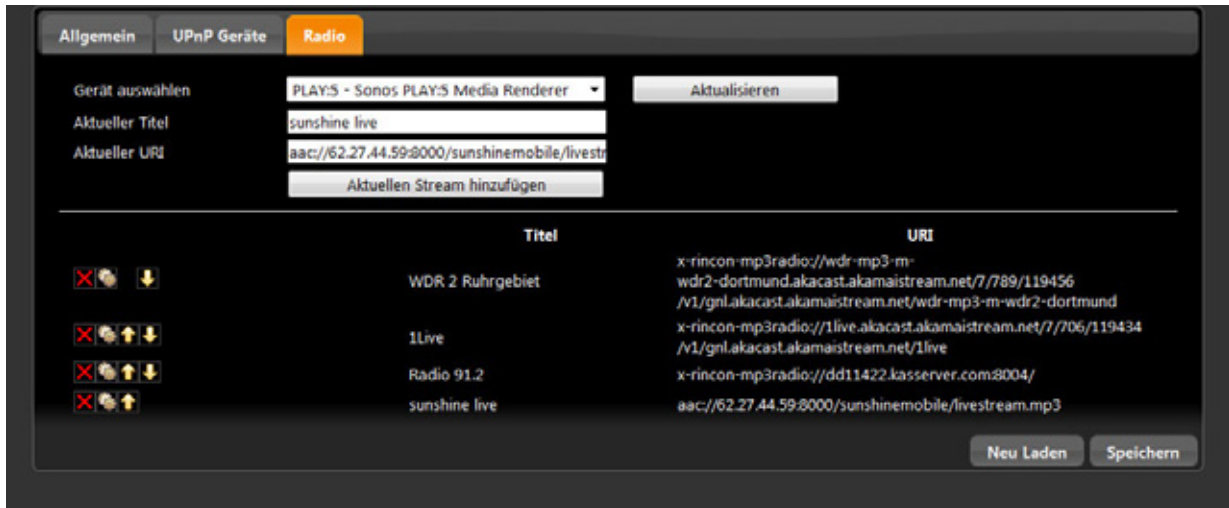 Allgemein UPnP Geräte Radio
Gerät auswählen PLAY:5 - Sonos PLAY:5 Media Renderer Aktualisieren
Aktueller Titel sunshine live
Aktueller URI aac://62.27.44.59:8000/sunshinemobile/livestr
Aktuellen Stream hinzufügen
Titel URI
WDR 2 Ruhrgebiet
x-rincon-mp3radio://wdr-mp3-m-
wdr2-dortmund.akacast.akamaistream.net/7/789/119456
/v1/gnl.akacast.akamaistream.net/wdr-mp3-m-wdr2-dortmund
1Live
x-rincon-mp3radio://1live.akacast.akamaistream.net/7/706/119434
/v1/gnl.akacast.akamaistream.net/1live
Radio 91.2 x-rincon-mp3radio://dd11422.kasserver.com:8004/
sunshine live aac://62.27.44.59:8000/sunshinemobile/livestream.mp3
Neu Laden Speichern